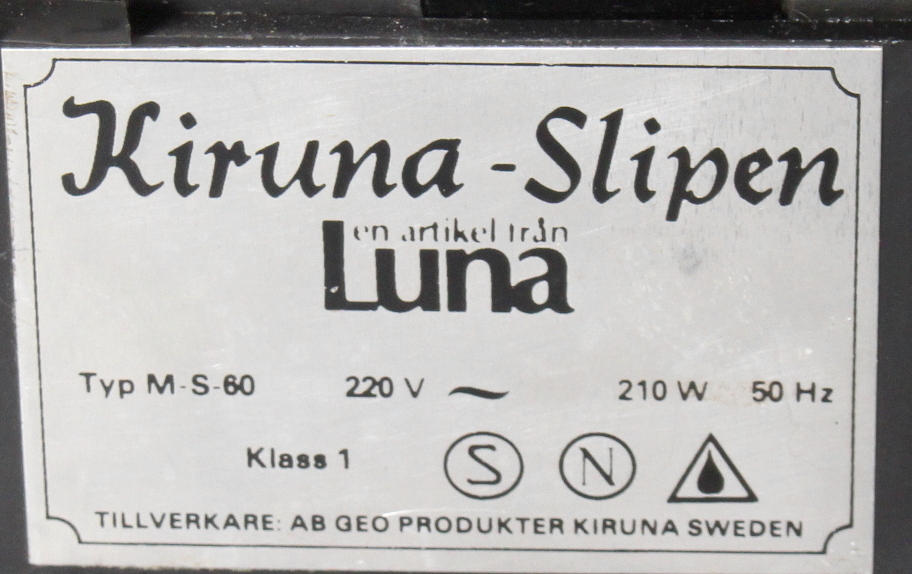 Kiruna-Slipen
en artikel från
Luna
Typ M-S-60 220 V ~ 210 W 50 Hz
Klass 1 S N
TILLVERKARE: AB GEO PRODUKTER KIRUNA SWEDEN